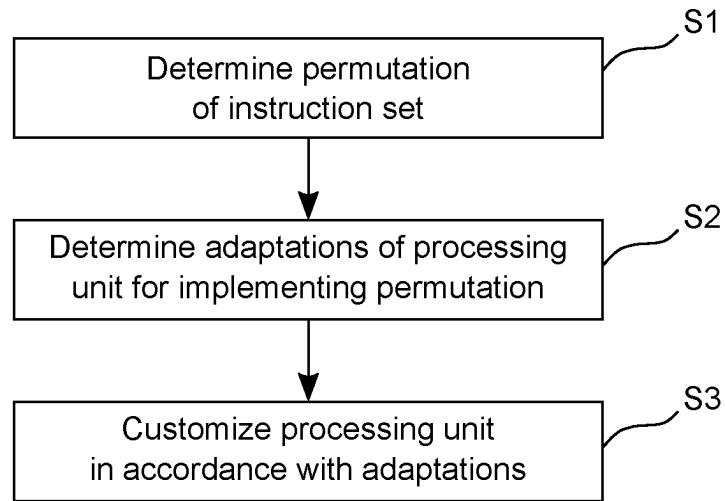 S1
Determine permutation
of instruction set
S2
Determine adaptations of processing
unit for implementing permutation
S3
Customize processing unit
in accordance with adaptations